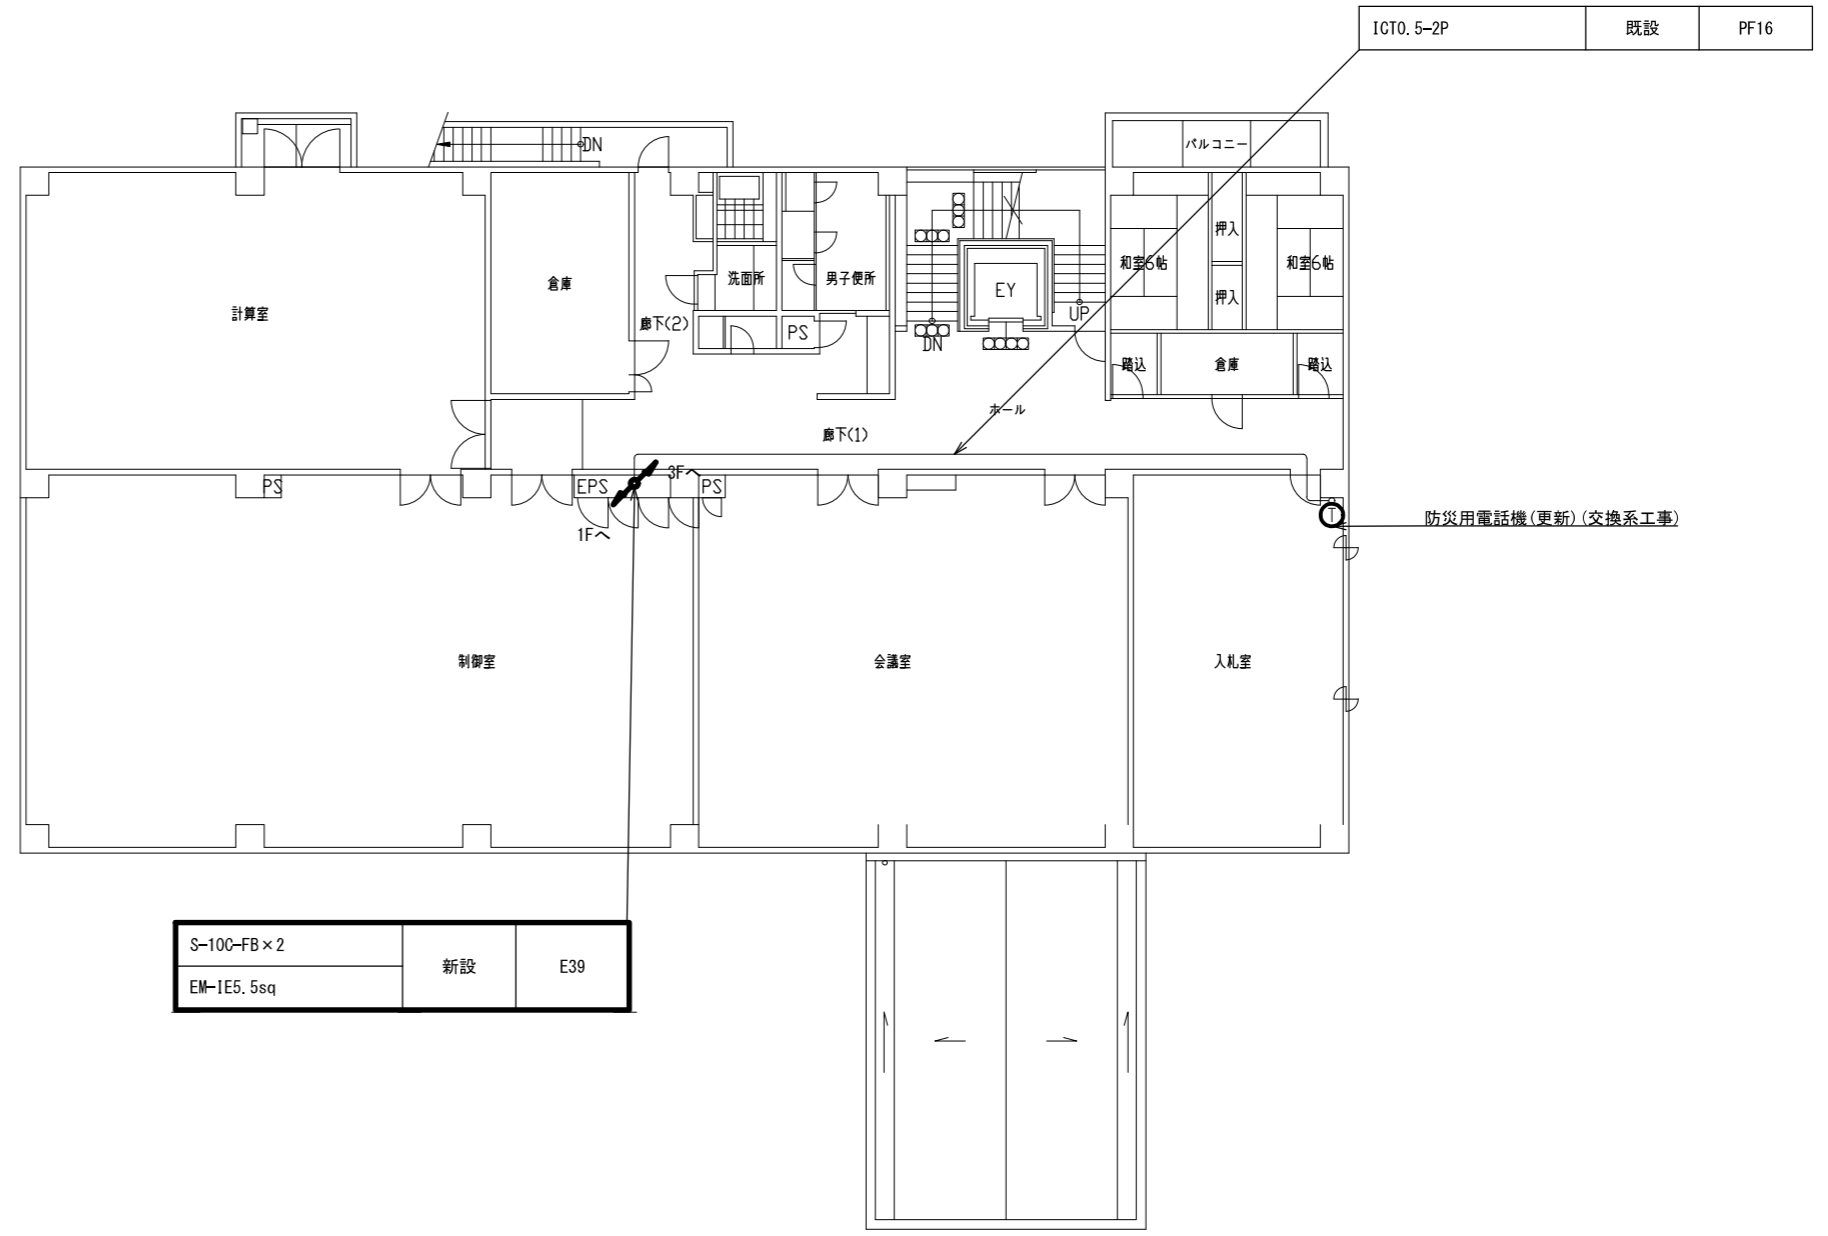 ICT0.5-2P 既設 PF16
バルコニー
DN
和室6帖 押入 和室6帖
押入
倉庫
洗面所 男子便所
EY
UP
計算室
廊下(2)
PS
DN
踏込 倉庫 踏込
ホール
廊下(1)
3Fへ
PS EPS PS
1Fへ
T
防災用電話機(更新)(交換系工事)
制御室 会議室 入札室
S-10C-FB×2
新設 E39
EM-IE5.5sq